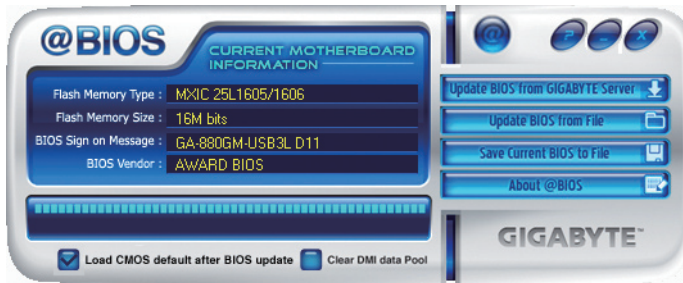 @BIOS
CURRENT MOTHERBOARD
INFORMATION
Flash Memory Type : MXIC 25L1605/1606
Flash Memory Size : 16M bits
BIOS Sign on Message : GA-880GM-USB3L D11
BIOS Vendor : AWARD BIOS
Load CMOS default after BIOS update
Clear DMI data Pool
@ ? – X
Update BIOS from GIGABYTE Server
Update BIOS from File
Save Current BIOS to File
About @BIOS
GIGABYTE™